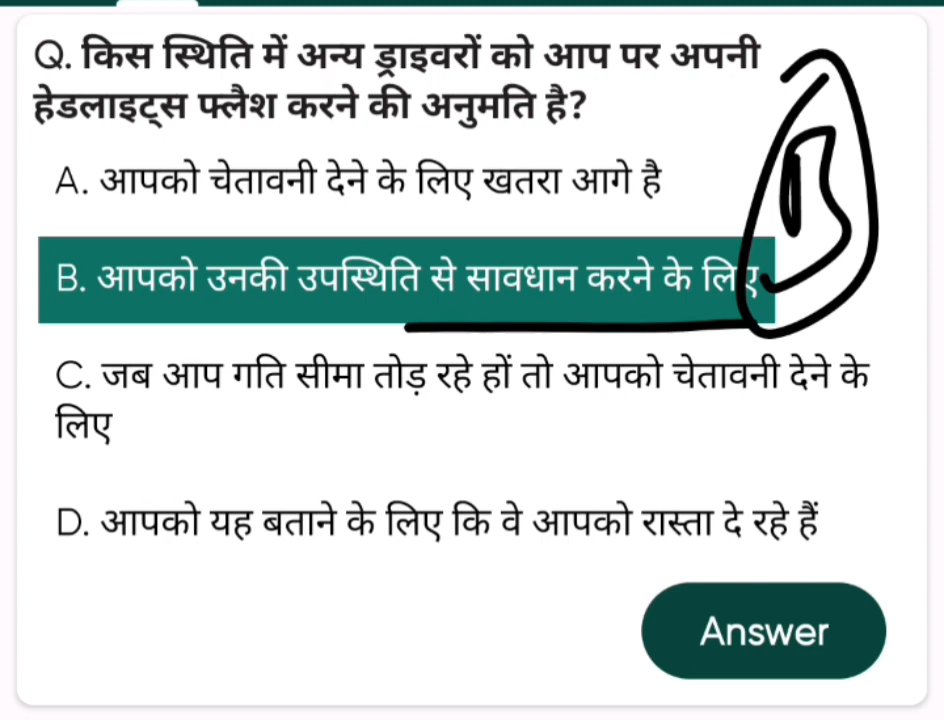 Q. किस स्थिति में अन्य ड्राइवरों को आप पर अपनी
हेडलाइट्स फ्लैश करने की अनुमति है?
A. आपको चेतावनी देने के लिए खतरा आगे है
B. आपको उनकी उपस्थिति से सावधान करने के लिए
B
C. जब आप गति सीमा तोड़ रहे हों तो आपको चेतावनी देने के
लिए
D. आपको यह बताने के लिए कि वे आपको रास्ता दे रहे हैं
Answer